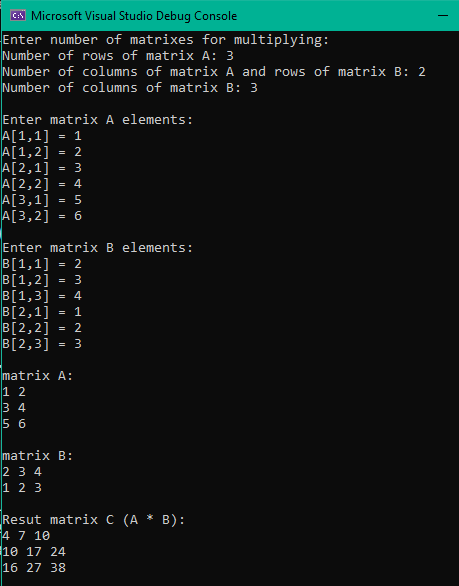 Microsoft Visual Studio Debug Console
Enter number of matrixes for multiplying:
Number of rows of matrix A: 3
Number of columns of matrix A and rows of matrix B: 2
Number of columns of matrix B: 3
Enter matrix A elements:
A[1,1] = 1
A[1,2] = 2
A[2,1] = 3
A[2,2] = 4
A[3,1] = 5
A[3,2] = 6
Enter matrix B elements:
B[1,1] = 2
B[1,2] = 3
B[1,3] = 4
B[2,1] = 1
B[2,2] = 2
B[2,3] = 3
matrix A:
1 2
3 4
5 6
matrix B:
2 3 4
1 2 3
Resut matrix C (A * B):
4 7 10
10 17 24
16 27 38